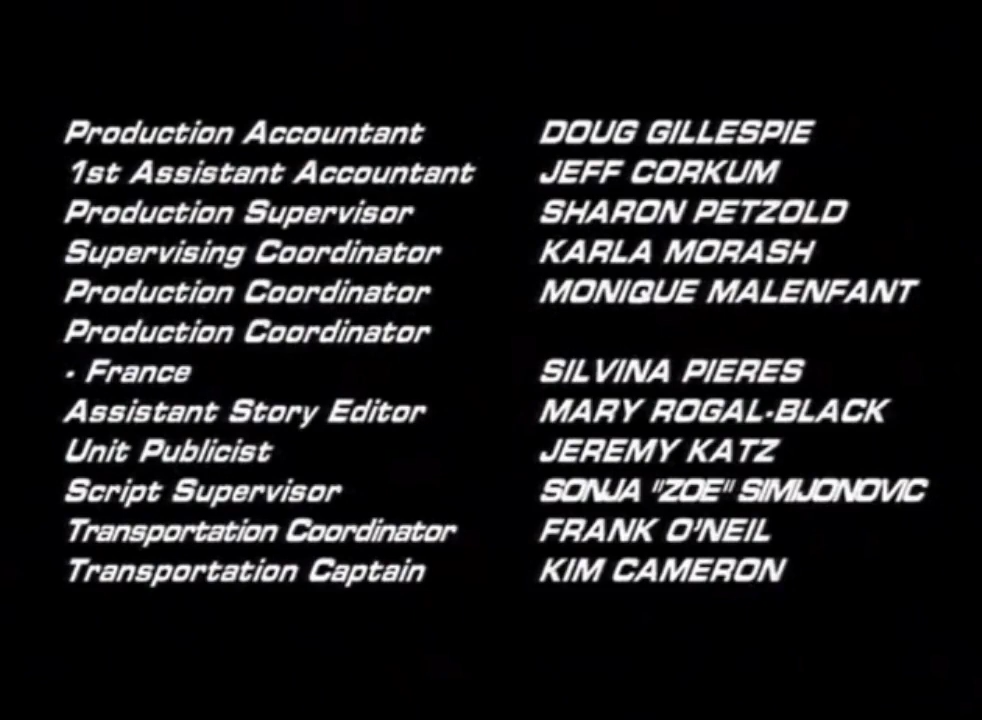 Production Accountant DOUG GILLESPIE
1st Assistant Accountant JEFF CORKUM
Production Supervisor SHARON PETZOLD
Supervising Coordinator KARLA MORASH
Production Coordinator MONIQUE MALENFANT
Production Coordinator
- France SILVINA PIERES
Assistant Story Editor MARY ROGAL-BLACK
Unit Publicist JEREMY KATZ
Script Supervisor SONJA "ZOE" SIMIJONOVIC
Transportation Coordinator FRANK O'NEIL
Transportation Captain KIM CAMERON